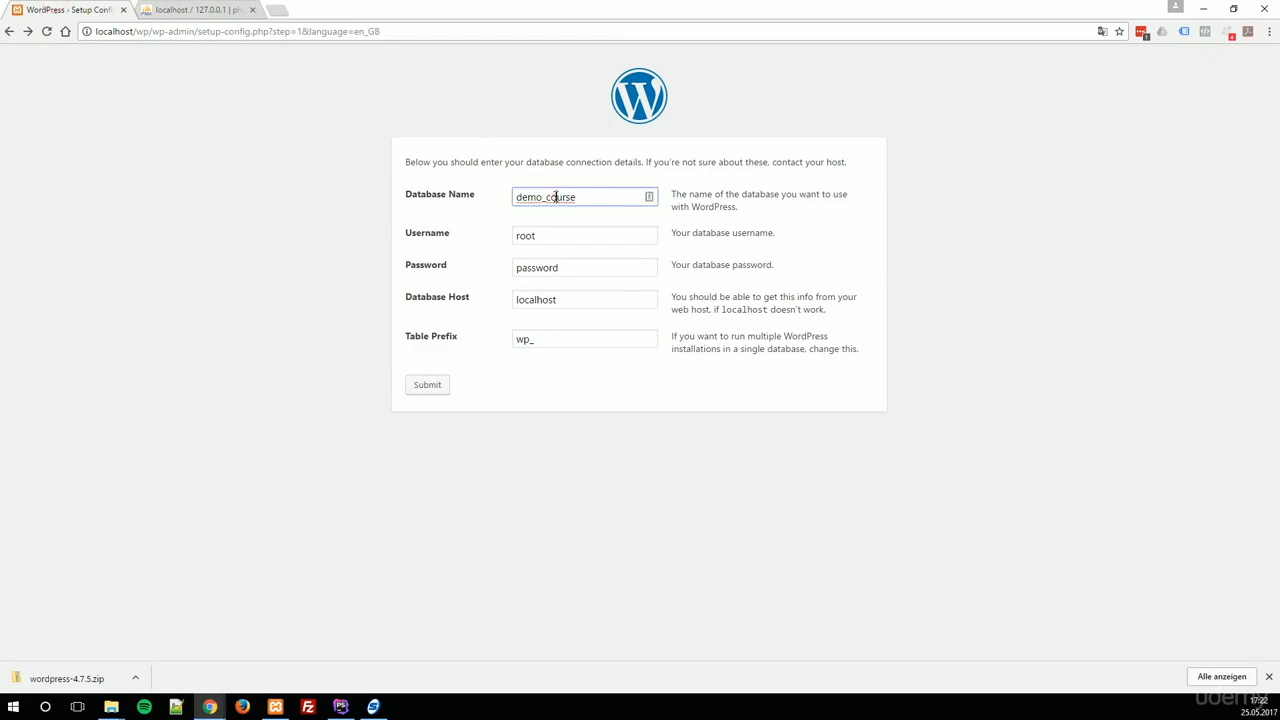 WordPress › Setup Confi
localhost / 127.0.0.1 | ph
localhost/wp/wp-admin/setup-config.php?step=1&language=en_GB
Below you should enter your database connection details. If you're not sure about these, contact your host.
Database Name
demo_course
The name of the database you want to use
with WordPress.
Username
root
Your database username.
Password
password
Your database password.
Database Host
localhost
You should be able to get this info from your
web host, if localhost doesn't work.
Table Prefix
wp_
If you want to run multiple WordPress
installations in a single database, change this.
Submit
wordpress-4.7.5.zip
Alle anzeigen
udemy
17:22
25.05.2017